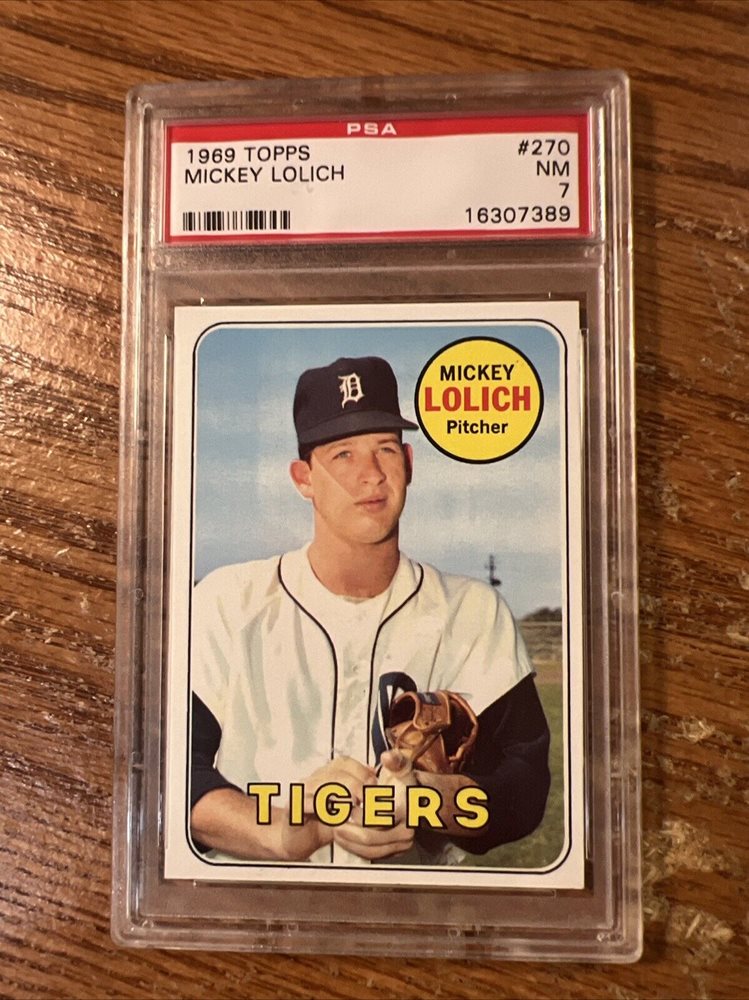 PSA
1969 TOPPS #270
MICKEY LOLICH NM
7
16307389
MICKEY
LOLICH
Pitcher
D
TIGERS